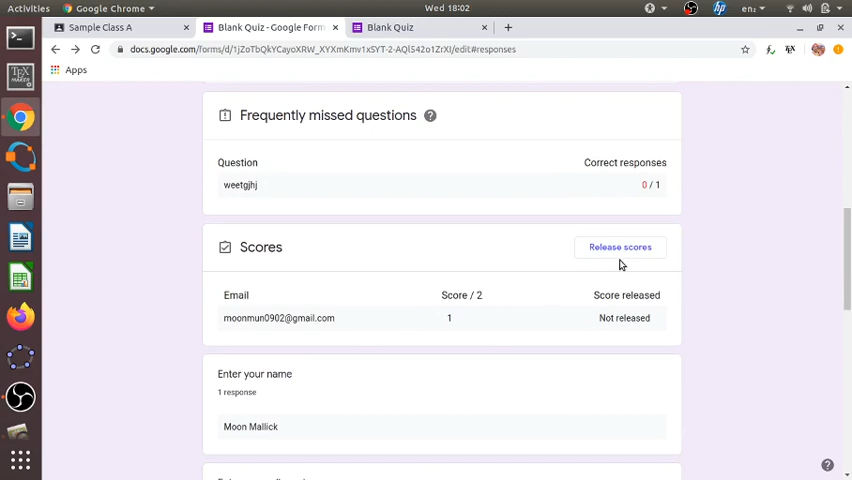 Activities Google Chrome Wed 18:02 en₂
Sample Class A Blank Quiz - Google Form Blank Quiz
docs.google.com/forms/d/1jZoTbQkYCayoXRW_XYXmKmv1xSYT-2-AQl542o1ZrXI/edit#responses
Apps
Frequently missed questions
Question Correct responses
weetgjhj 0 / 1
Scores Release scores
Email Score / 2 Score released
moonmun0902@gmail.com 1 Not released
Enter your name
1 response
Moon Mallick